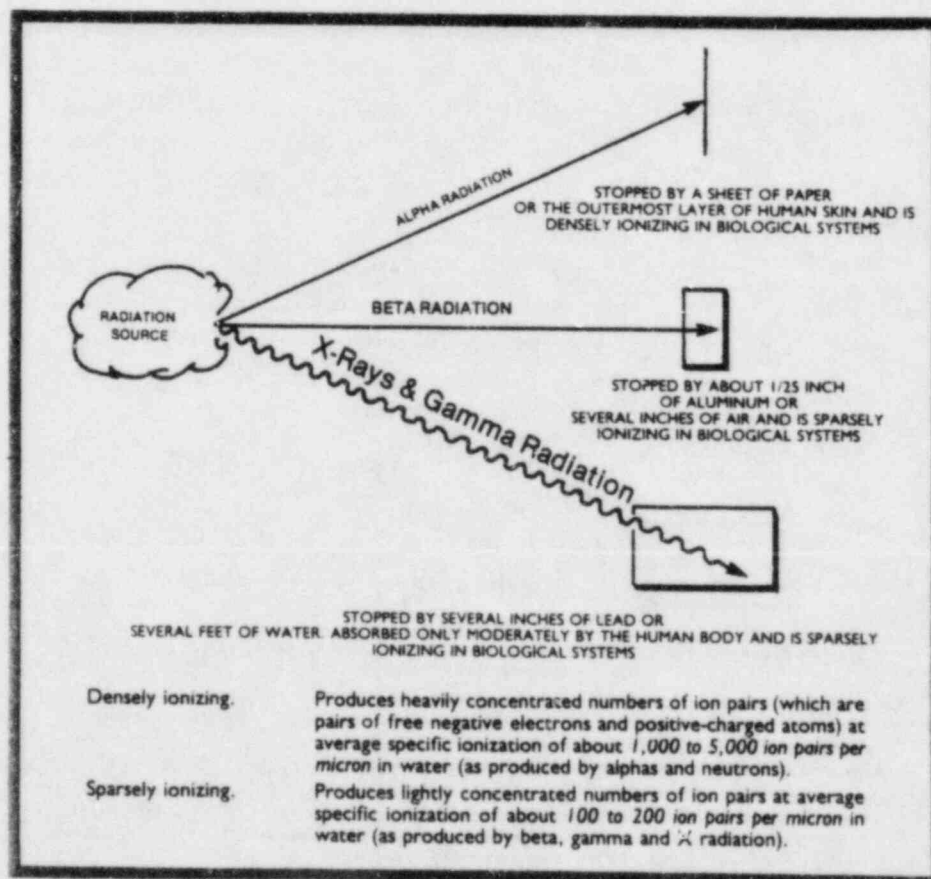 ALPHA RADIATION
STOPPED BY A SHEET OF PAPER
OR THE OUTERMOST LAYER OF HUMAN SKIN AND IS
DENSELY IONIZING IN BIOLOGICAL SYSTEMS
RADIATION
SOURCE
BETA RADIATION
STOPPED BY ABOUT 1/25 INCH
OF ALUMINUM OR
SEVERAL INCHES OF AIR AND IS SPARSELY
IONIZING IN BIOLOGICAL SYSTEMS
X-Rays & Gamma Radiation
STOPPED BY SEVERAL INCHES OF LEAD OR
SEVERAL FEET OF WATER. ABSORBED ONLY MODERATELY BY THE HUMAN BODY AND IS SPARSELY
IONIZING IN BIOLOGICAL SYSTEMS
Densely ionizing. Produces heavily concentrated numbers of ion pairs (which are
pairs of free negative electrons and positive-charged atoms) at
average specific ionization of about 1,000 to 5,000 ion pairs per
micron in water (as produced by alphas and neutrons).
Sparsely ionizing. Produces lightly concentrated numbers of ion pairs at average
specific ionization of about 100 to 200 ion pairs per micron in
water (as produced by beta, gamma and X radiation).